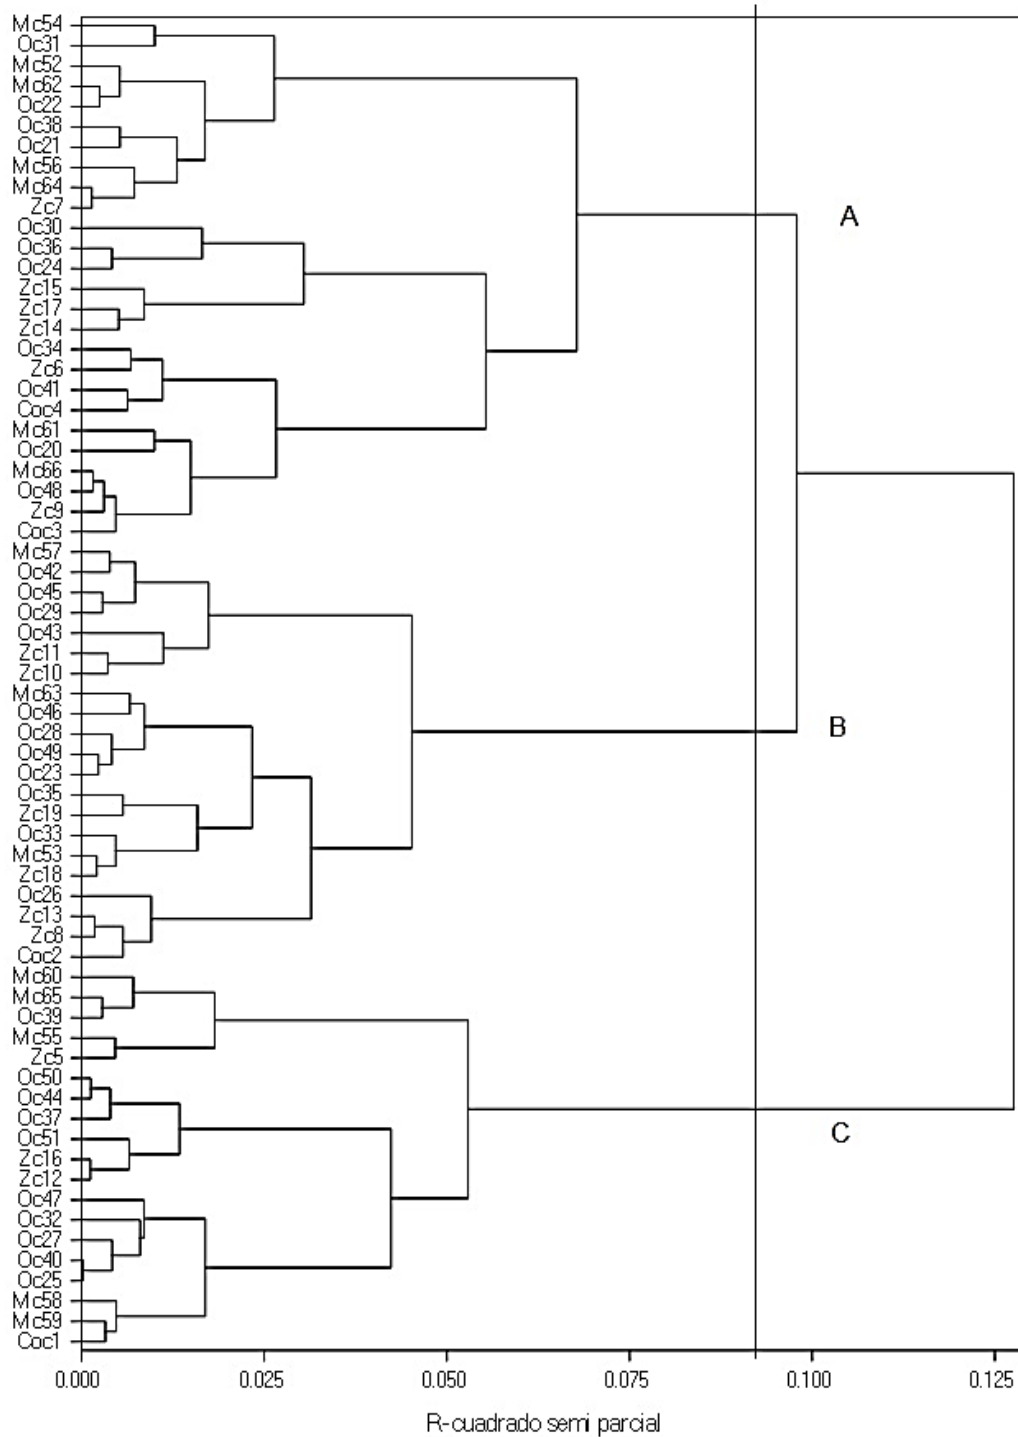 Mc54
Oc31
Mc52
Mc62
Oc22
Oc38
Oc21
Mc56
Mc64
Zc7
A
Oc30
Oc36
Oc24
Zc15
Zc17
Zc14
Oc34
Zc6
Oc41
Coc4
Mc61
Oc20
Mc66
Oc48
Zc9
Coc3
Mc57
Oc42
Oc45
Oc29
Oc43
Zc11
Zc10
Mc63
Oc46
B
Oc28
Oc49
Oc23
Oc35
Zc19
Oc33
Mc53
Zc18
Oc26
Zc13
Zc8
Coc2
Mc60
Mc65
Oc39
Mc55
Zc5
Oc50
Oc44
Oc37
C
Oc51
Zc16
Zc12
Oc47
Oc32
Oc27
Oc40
Oc25
Mc58
Mc59
Coc1
0.000 0.025 0.050 0.075 0.100 0.125
R-cuadrado semi parcial